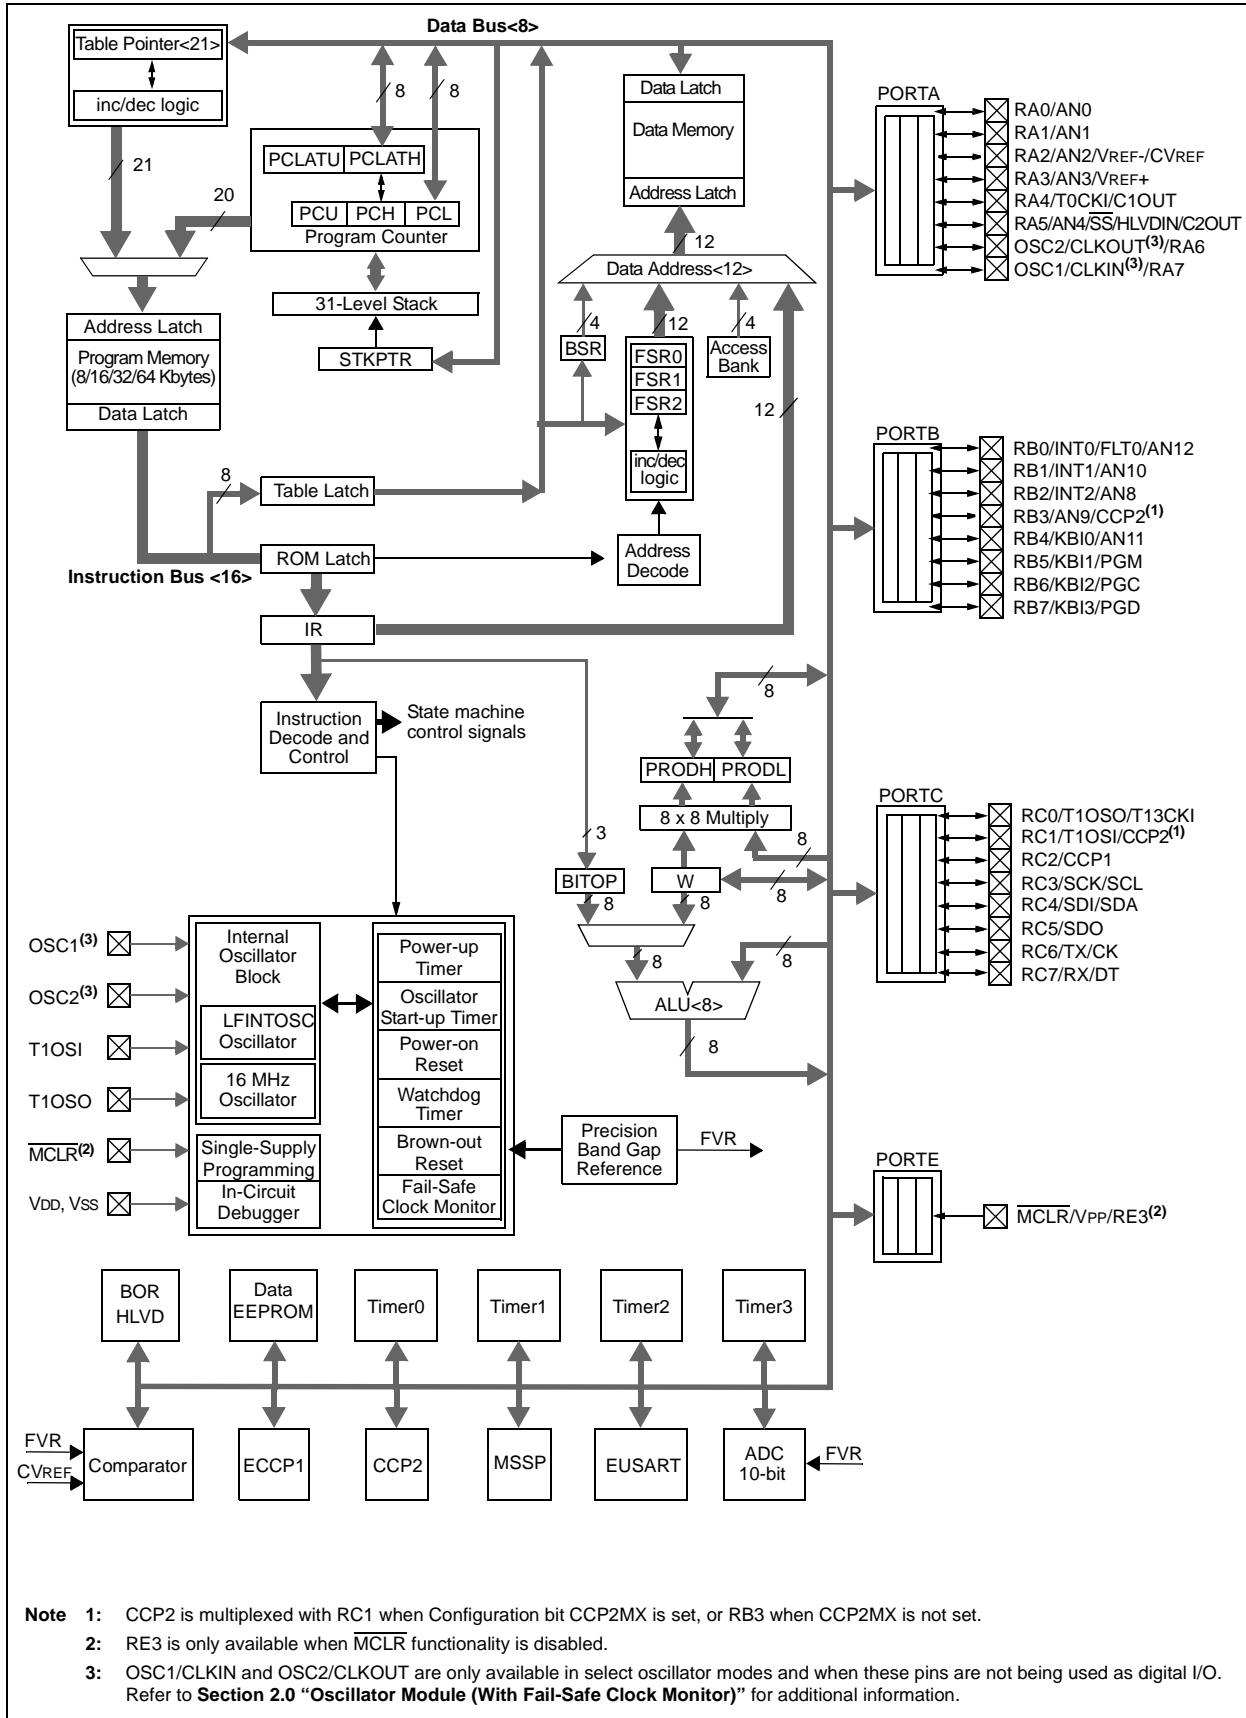 Data Bus<8>
Table Pointer<21>
inc/dec logic
21
20
8
8
PCLATU PCLATH
PCU PCH PCL
Program Counter
31-Level Stack
STKPTR
Address Latch
Program Memory
(8/16/32/64 Kbytes)
Data Latch
Data Latch
Data Memory
Address Latch
12
Data Address<12>
4
12
4
BSR
FSR0
FSR1
FSR2
inc/dec
logic
Access
Bank
12
Address
Decode
8
Table Latch
ROM Latch
Instruction Bus <16>
IR
Instruction
Decode and
Control
State machine
control signals
8
PRODH PRODL
8 x 8 Multiply
3
8
BITOP
W
8
8
8
8
8
ALU<8>
8
PORTA
RA0/AN0
RA1/AN1
RA2/AN2/VREF-/CVREF
RA3/AN3/VREF+
RA4/T0CKI/C1OUT
RA5/AN4/SS/HLVDIN/C2OUT
OSC2/CLKOUT(3)/RA6
OSC1/CLKIN(3)/RA7
PORTB
RB0/INT0/FLT0/AN12
RB1/INT1/AN10
RB2/INT2/AN8
RB3/AN9/CCP2(1)
RB4/KBI0/AN11
RB5/KBI1/PGM
RB6/KBI2/PGC
RB7/KBI3/PGD
PORTC
RC0/T1OSO/T13CKI
RC1/T1OSI/CCP2(1)
RC2/CCP1
RC3/SCK/SCL
RC4/SDI/SDA
RC5/SDO
RC6/TX/CK
RC7/RX/DT
PORTE
MCLR/VPP/RE3(2)
OSC1(3)
OSC2(3)
T1OSI
T1OSO
MCLR(2)
VDD, VSS
Internal
Oscillator
Block
LFINTOSC
Oscillator
16 MHz
Oscillator
Single-Supply
Programming
In-Circuit
Debugger
Power-up
Timer
Oscillator
Start-up Timer
Power-on
Reset
Watchdog
Timer
Brown-out
Reset
Fail-Safe
Clock Monitor
Precision
Band Gap
Reference
FVR
BOR
HLVD
Data
EEPROM
Timer0
Timer1
Timer2
Timer3
FVR
CVREF
Comparator
ECCP1
CCP2
MSSP
EUSART
ADC
10-bit
FVR
Note 1: CCP2 is multiplexed with RC1 when Configuration bit CCP2MX is set, or RB3 when CCP2MX is not set.
2: RE3 is only available when MCLR functionality is disabled.
3: OSC1/CLKIN and OSC2/CLKOUT are only available in select oscillator modes and when these pins are not being used as digital I/O.
Refer to Section 2.0 “Oscillator Module (With Fail-Safe Clock Monitor)” for additional information.